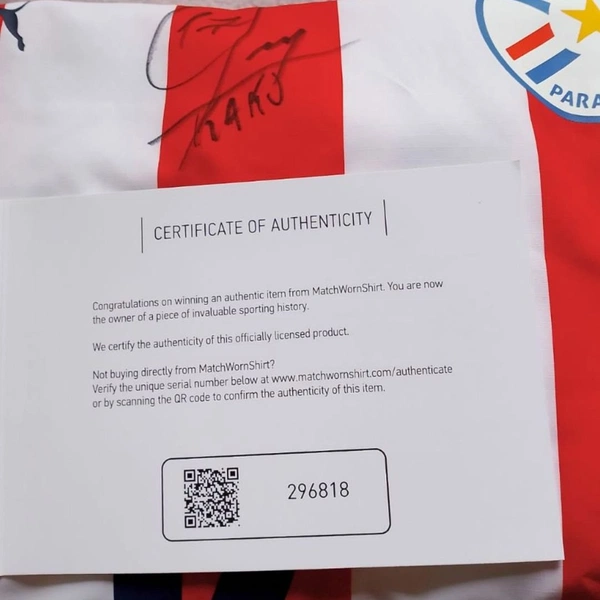 KAKU
PARA
CERTIFICATE OF AUTHENTICITY
Congratulations on winning an authentic item from MatchWornShirt. You are now
the owner of a piece of invaluable sporting history.
We certify the authenticity of this officially licensed product.
Not buying directly from MatchWornShirt?
Verify the unique serial number below at www.matchwornshirt.com/authenticate
or by scanning the QR code to confirm the authenticity of this item.
296818